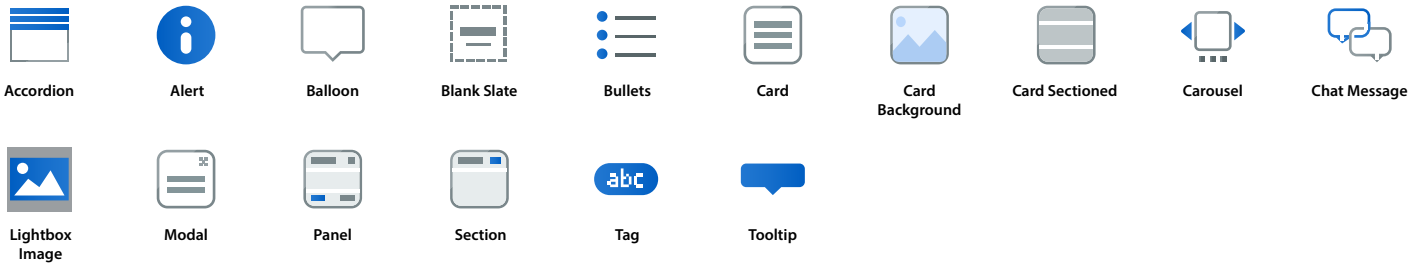 Accordion
Alert
Balloon
Blank Slate
Bullets
Card
Card
Background
Card Sectioned
Carousel
Chat Message
Lightbox
Image
Modal
Panel
Section
abc
Tag
Tooltip